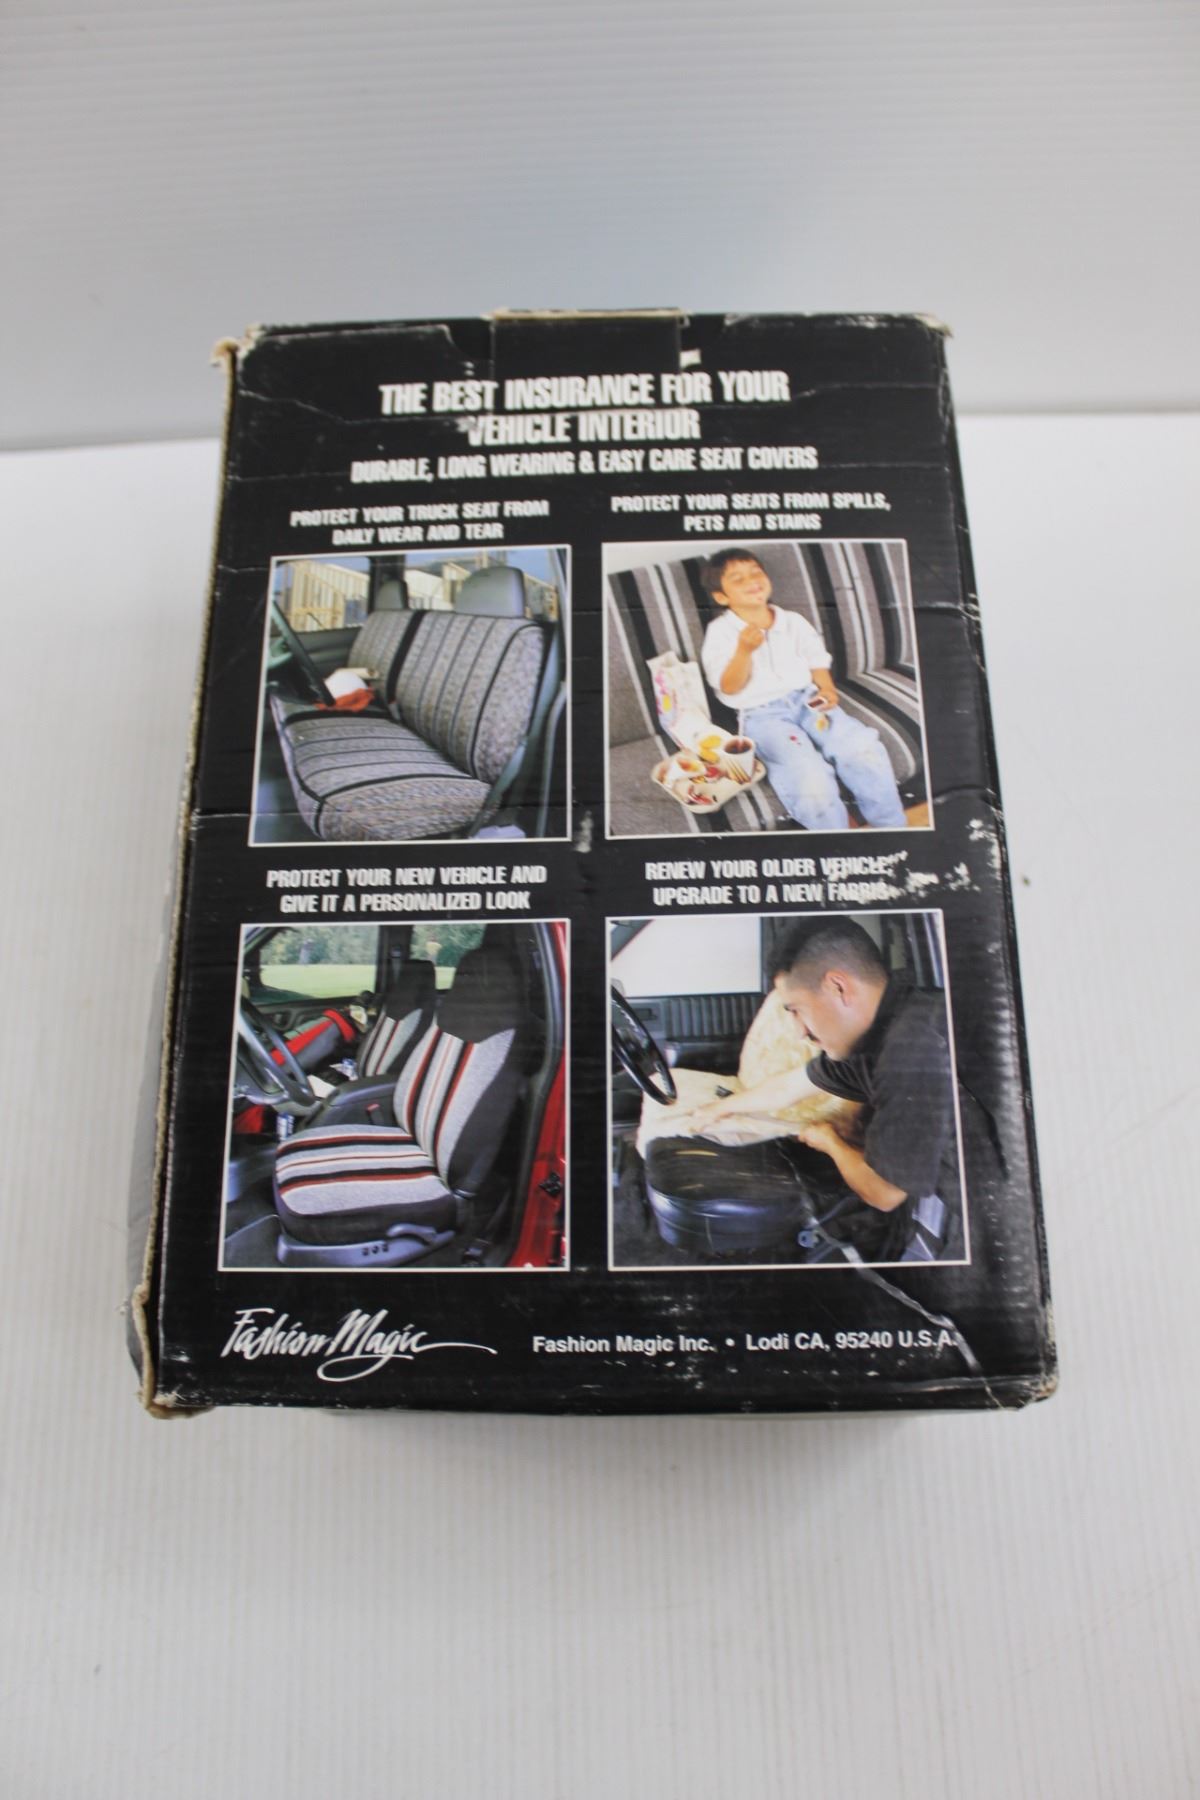 THE BEST INSURANCE FOR YOUR
VEHICLE INTERIOR
DURABLE, LONG WEARING & EASY CARE SEAT COVERS
PROTECT YOUR TRUCK SEAT FROM
DAILY WEAR AND TEAR
PROTECT YOUR SEATS FROM SPILLS,
PETS AND STAINS
PROTECT YOUR NEW VEHICLE AND
GIVE IT A PERSONALIZED LOOK
RENEW YOUR OLDER VEHICLE,
UPGRADE TO A NEW FABRIC
Fashion Magic
Fashion Magic Inc. • Lodi CA, 95240 U.S.A.